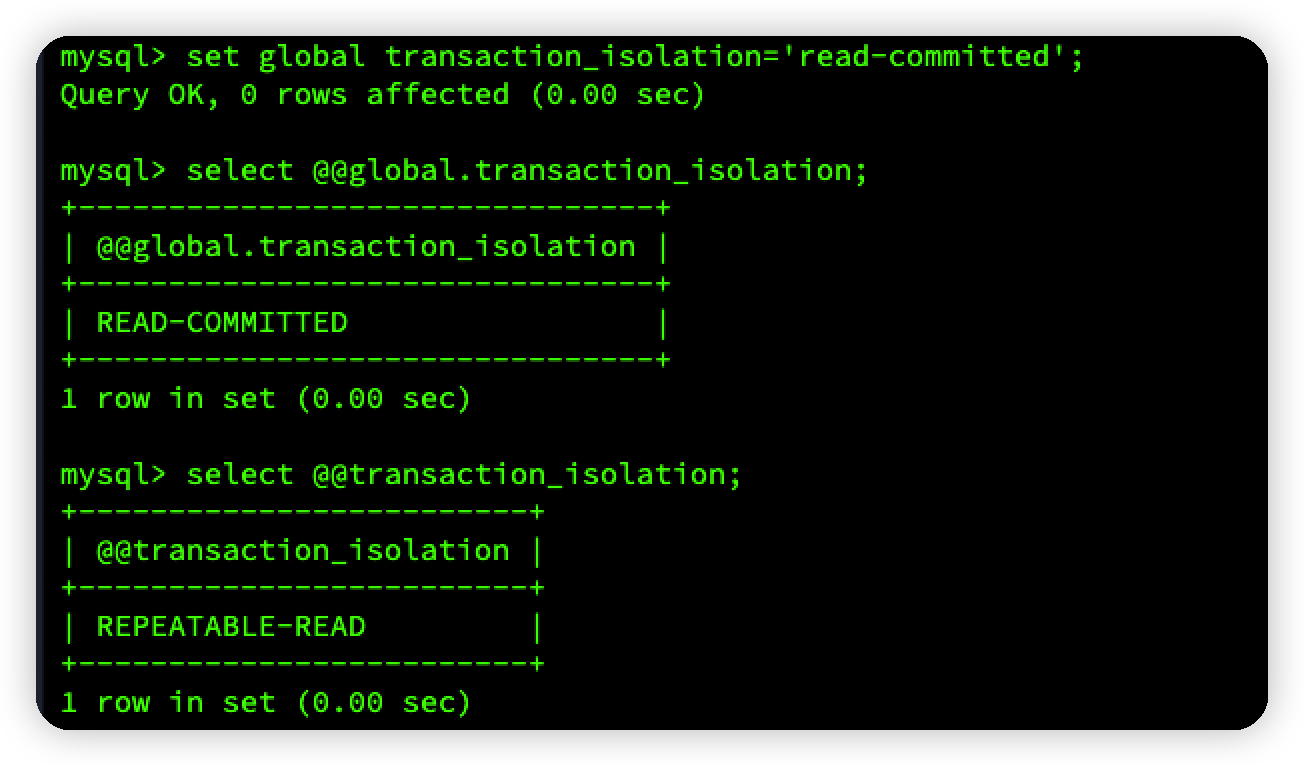 mysql> set global transaction_isolation='read-committed';
Query OK, 0 rows affected (0.00 sec)
mysql> select @@global.transaction_isolation;
+--------------------------------+
| @@global.transaction_isolation |
+--------------------------------+
| READ-COMMITTED                 |
+--------------------------------+
1 row in set (0.00 sec)
mysql> select @@transaction_isolation;
+-------------------------+
| @@transaction_isolation |
+-------------------------+
| REPEATABLE-READ         |
+-------------------------+
1 row in set (0.00 sec)